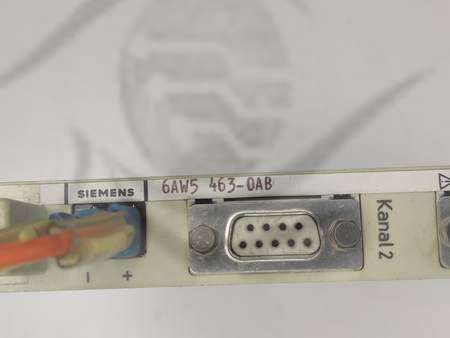 SIEMENS
6AW5 463-0AB
Kanal 2
- +